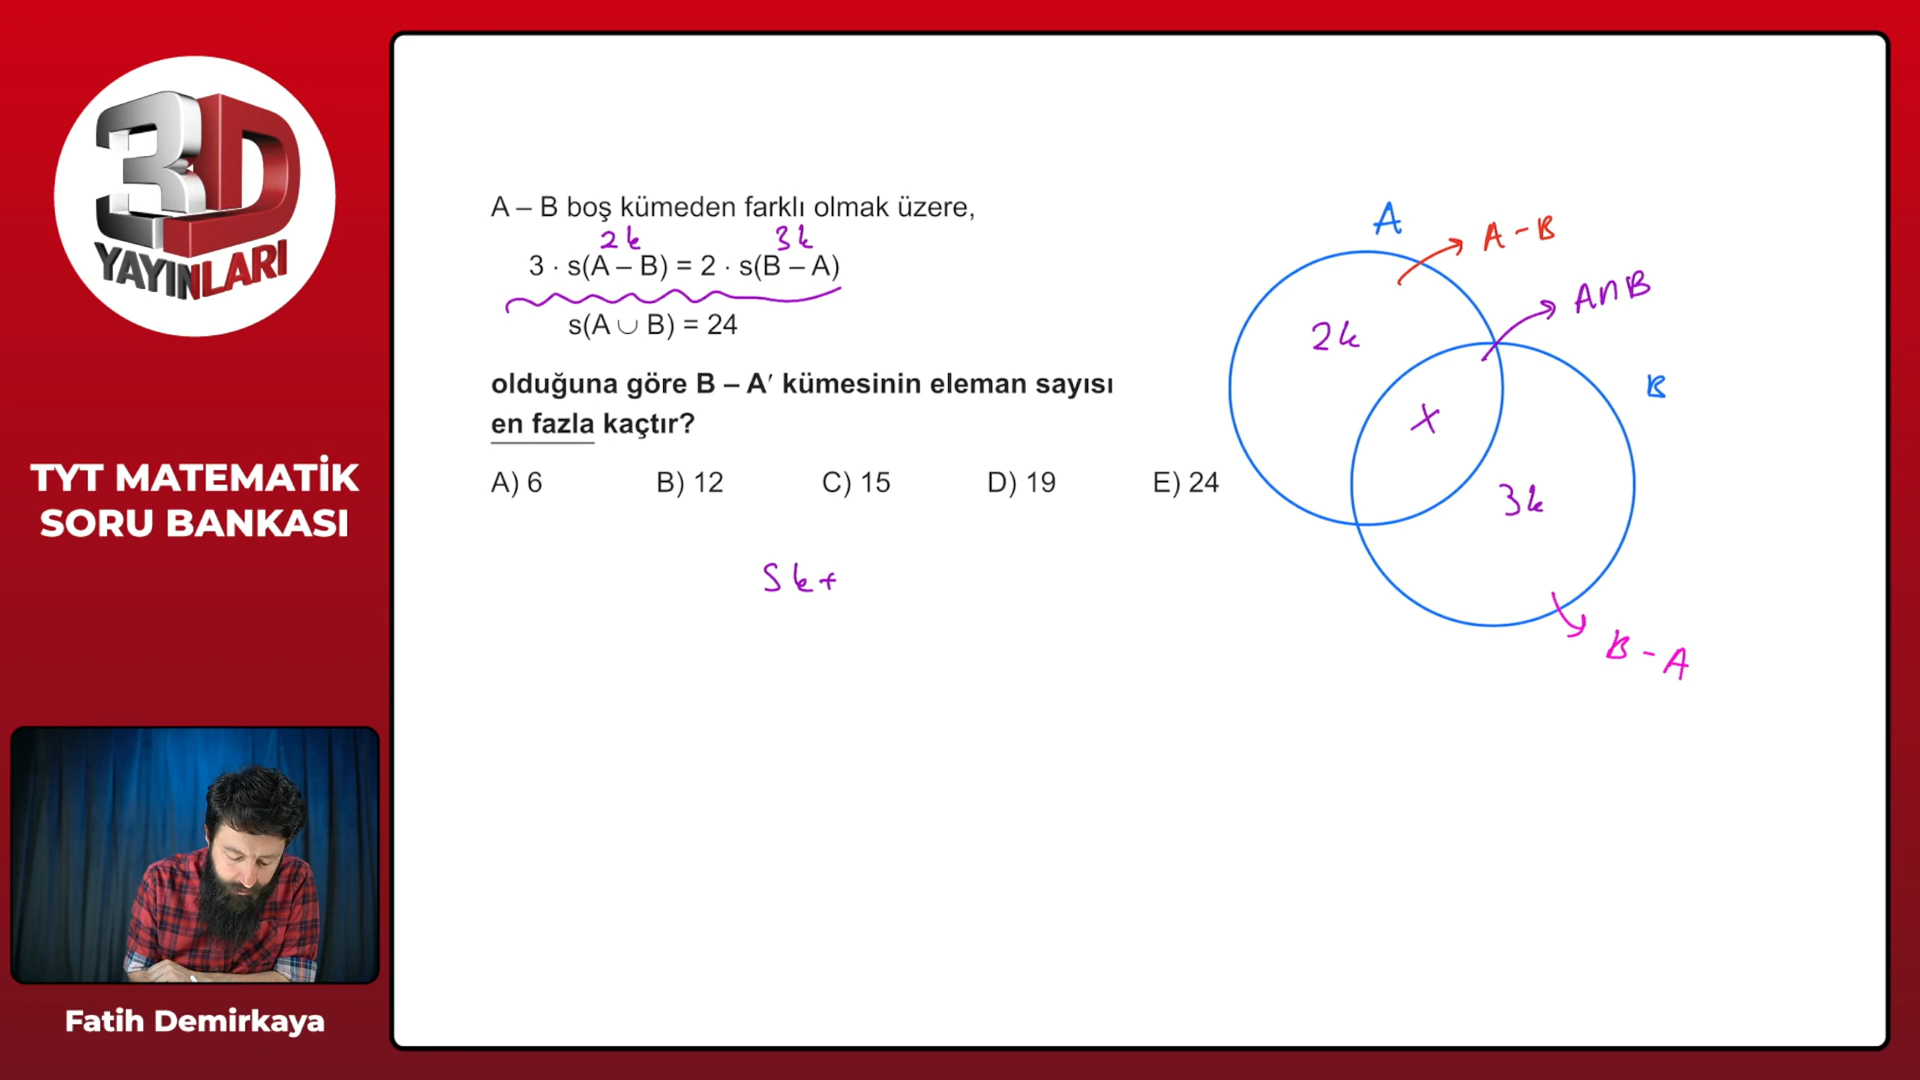 3D
YAYINLARI
TYT MATEMATİK
SORU BANKASI
Fatih Demirkaya
A – B boş kümeden farklı olmak üzere,
2k 3k
3 · s(A – B) = 2 · s(B – A)
s(A ∪ B) = 24
olduğuna göre B – A′ kümesinin eleman sayısı
en fazla kaçtır?
A) 6 B) 12 C) 15 D) 19 E) 24
5k+
A
A - B
A∩B
2k
B
x
3k
B - A